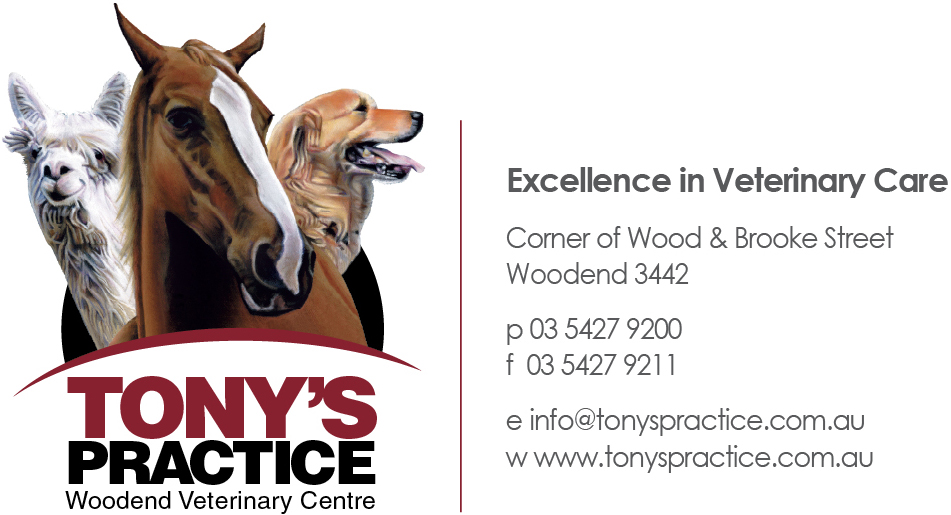 TONY'S
PRACTICE
Woodend Veterinary Centre
Excellence in Veterinary Care
Corner of Wood & Brooke Street
Woodend 3442
p 03 5427 9200
f 03 5427 9211
e info@tonyspractice.com.au
w www.tonyspractice.com.au